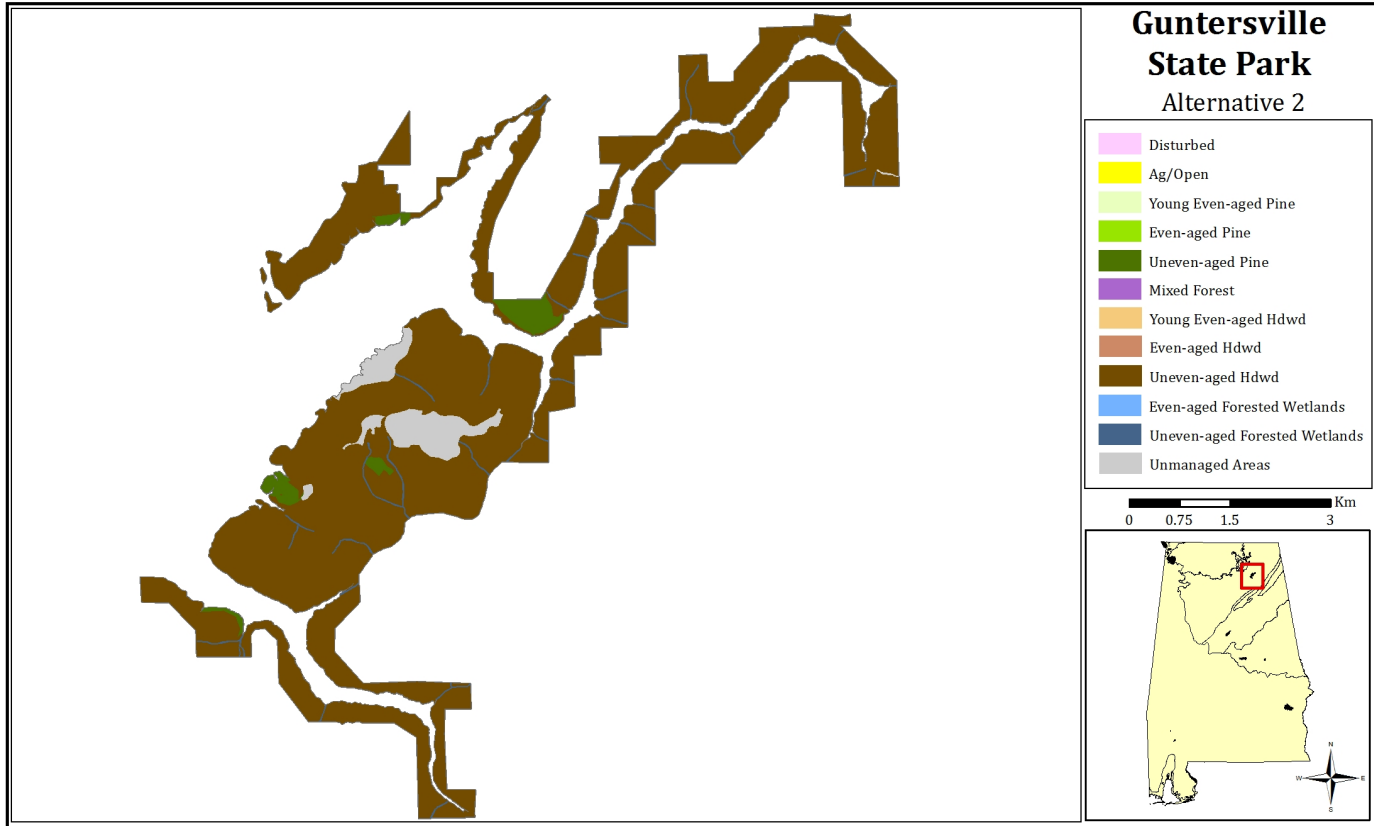 Guntersville
State Park
Alternative 2
Disturbed
Ag/Open
Young Even-aged Pine
Even-aged Pine
Uneven-aged Pine
Mixed Forest
Young Even-aged Hdwd
Even-aged Hdwd
Uneven-aged Hdwd
Even-aged Forested Wetlands
Uneven-aged Forested Wetlands
Unmanaged Areas
Km
0 0.75 1.5 3
N
W E
S